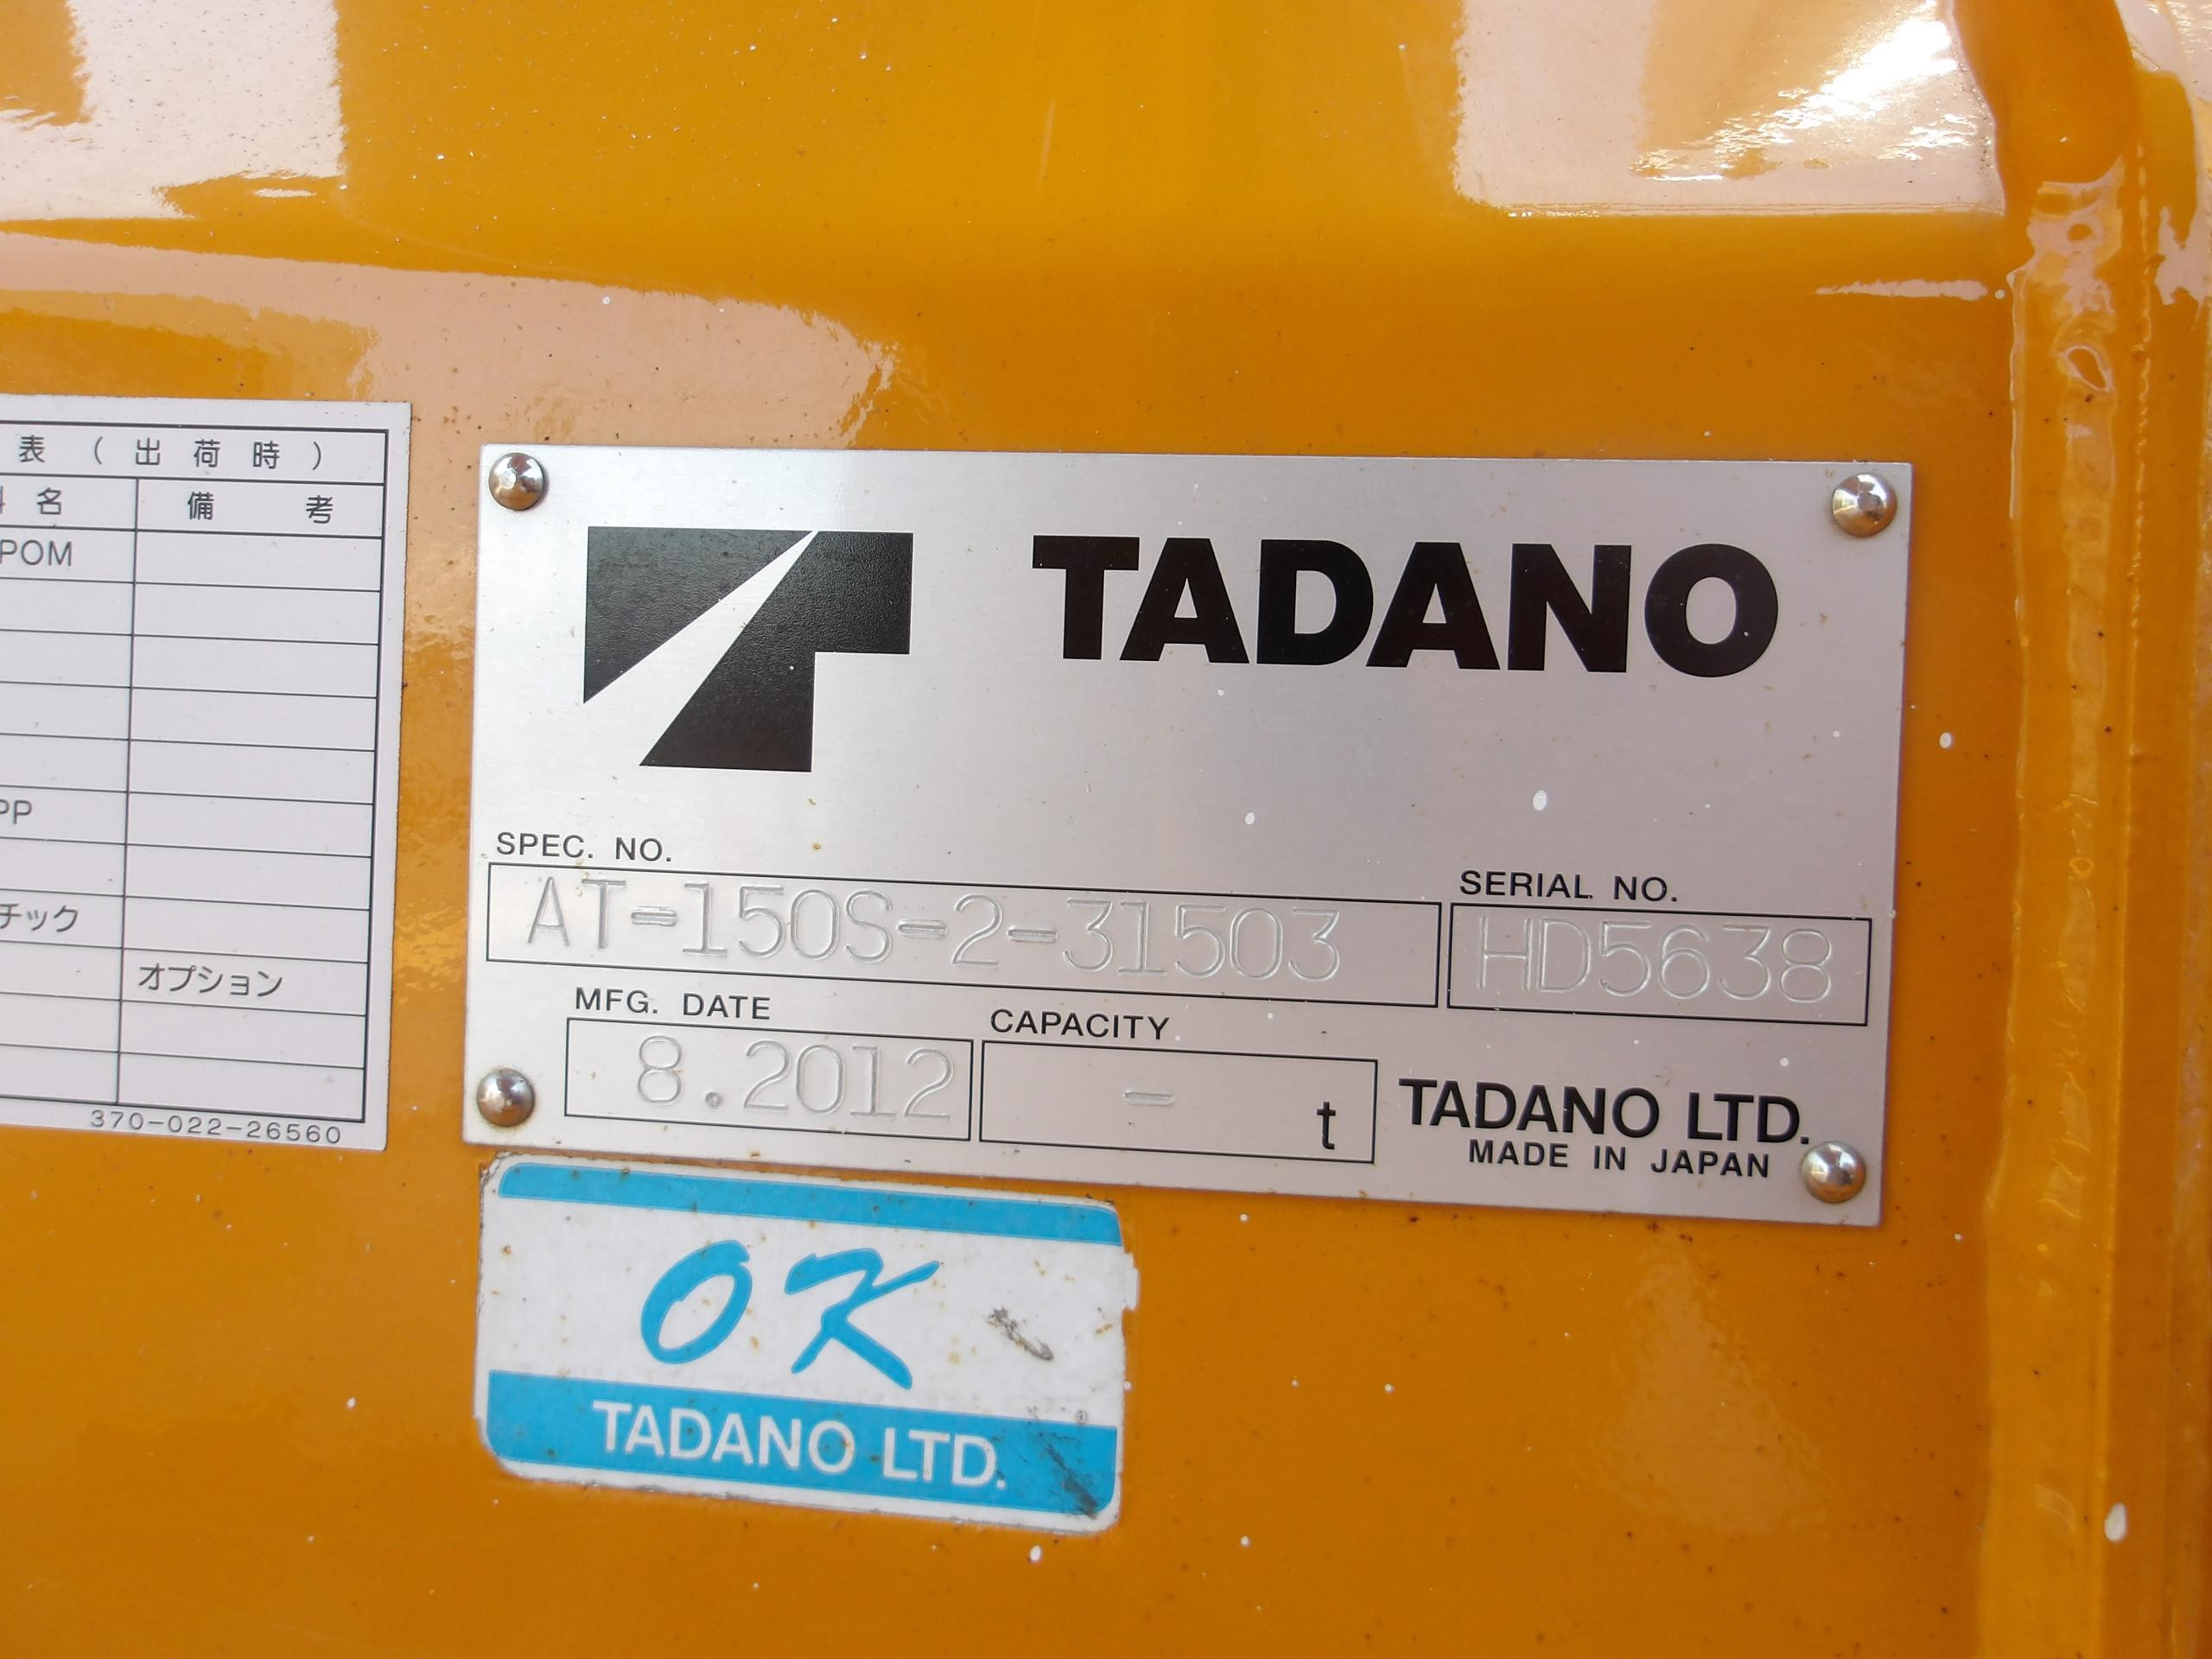 表 ( 出 荷 時 )
名 備 考
POM
PP
チック
オプション
370-022-26560
TADANO
SPEC. NO.
AT-150S-2-31503
SERIAL NO.
HD5638
MFG. DATE
8.2012
CAPACITY
- t
TADANO LTD.
MADE IN JAPAN
OK
TADANO LTD.